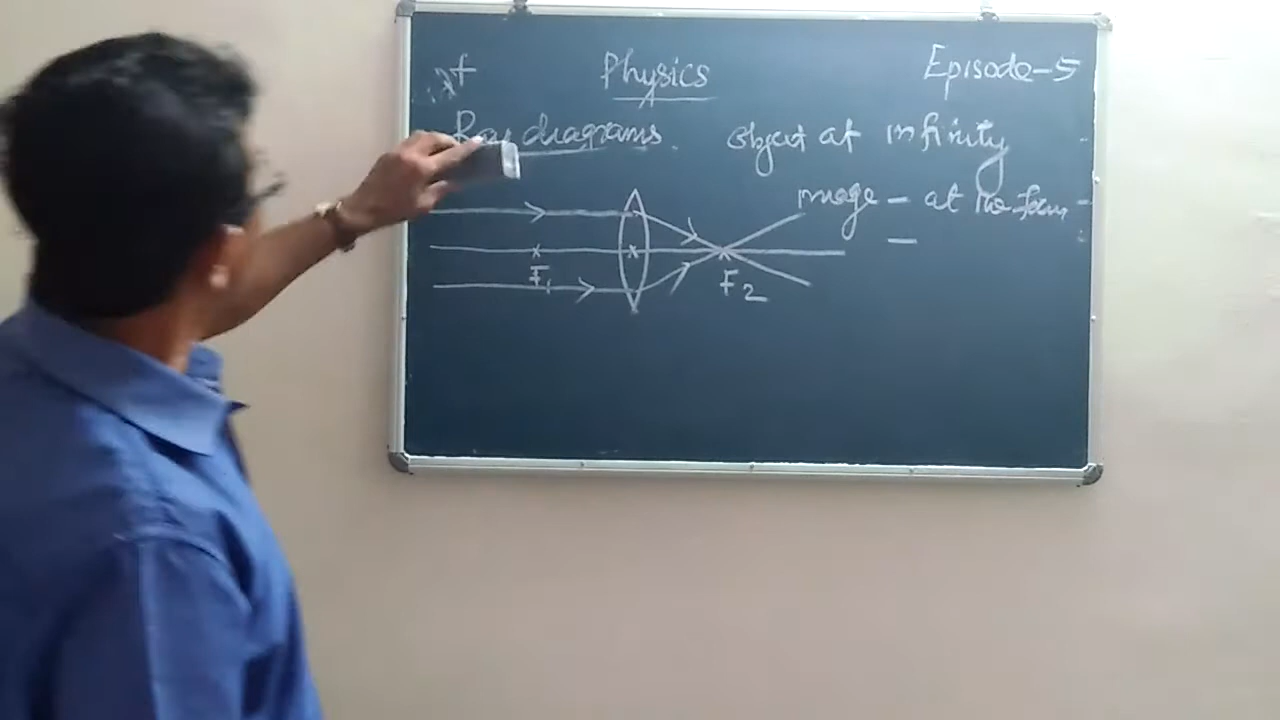 Physics
Episode-5
Ray diagrams.
object at infinity
image - at the focus
F1
F2